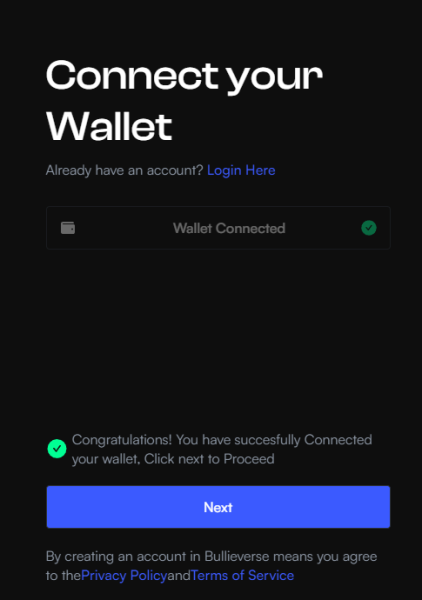 Connect your
Wallet
Already have an account? Login Here
Wallet Connected
Congratulations! You have succesfully Connected
your wallet, Click next to Proceed
Next
By creating an account in Bullieverse means you agree
to thePrivacy PolicyandTerms of Service